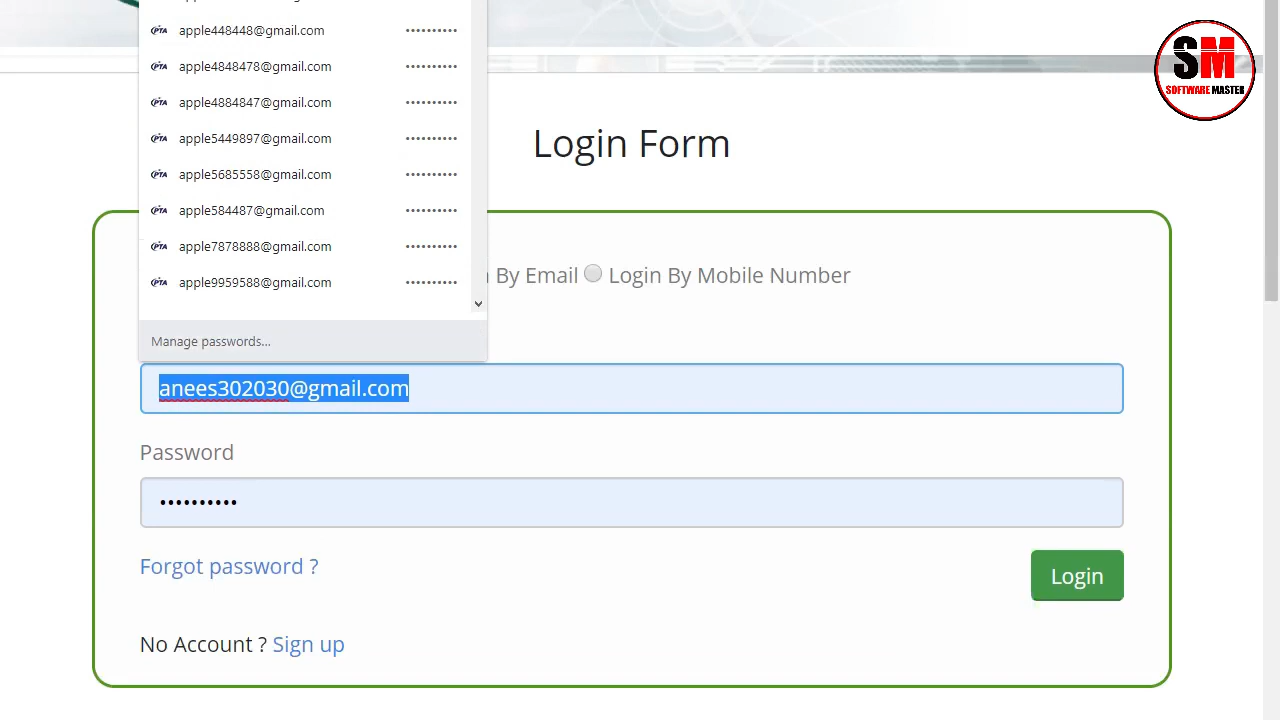 apple448448@gmail.com ••••••••••
apple4848478@gmail.com ••••••••••
apple4884847@gmail.com ••••••••••
apple5449897@gmail.com ••••••••••
apple5685558@gmail.com ••••••••••
apple584487@gmail.com ••••••••••
apple7878888@gmail.com ••••••••••
apple9959588@gmail.com ••••••••••
Manage passwords...
SM
SOFTWARE MASTER
Login Form
By Email Login By Mobile Number
anees302030@gmail.com
Password
••••••••••
Forgot password ?
Login
No Account ? Sign up